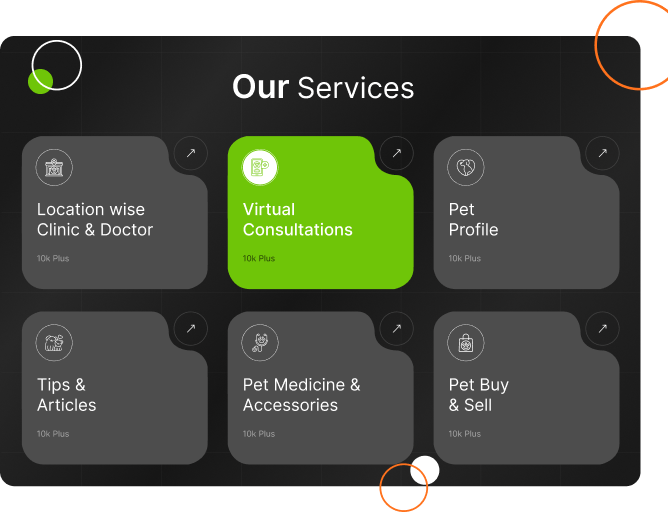 Our Services
Location wise
Clinic & Doctor
10k Plus
Virtual
Consultations
10k Plus
Pet
Profile
10k Plus
Tips &
Articles
10k Plus
Pet Medicine &
Accessories
10k Plus
Pet Buy
& Sell
10k Plus